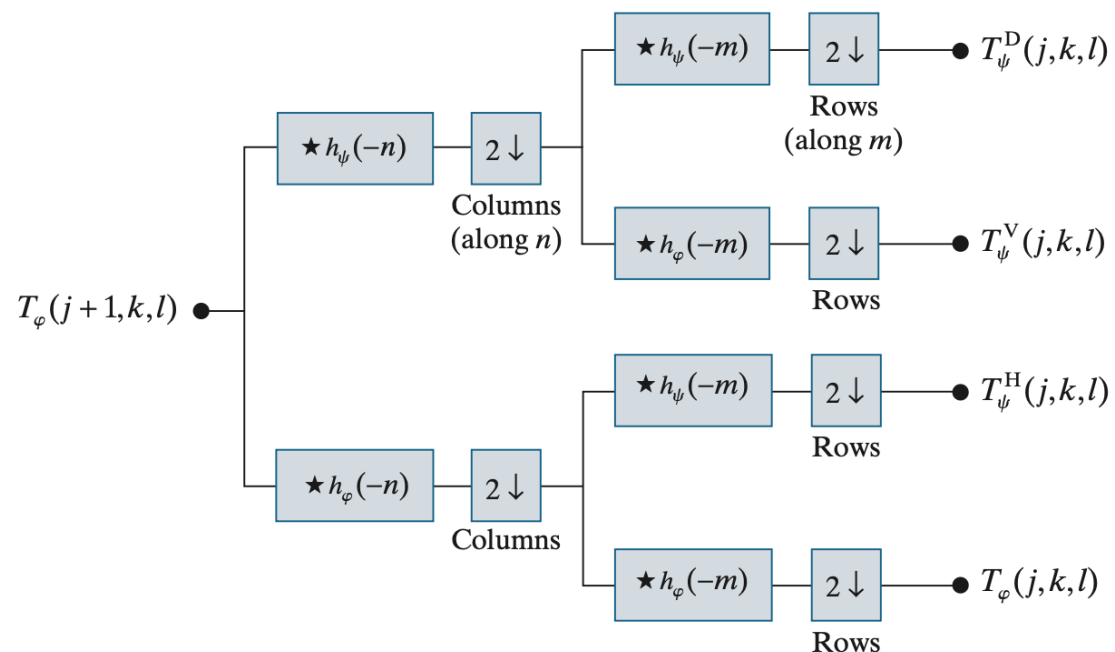 ★ h_ψ(−m)
2 ↓
T_ψ^D(j, k, l)
Rows
(along m)
★ h_ψ(−n)
2 ↓
Columns
(along n)
★ h_φ(−m)
2 ↓
T_ψ^V(j, k, l)
Rows
T_φ(j + 1, k, l)
★ h_ψ(−m)
2 ↓
T_ψ^H(j, k, l)
Rows
★ h_φ(−n)
2 ↓
Columns
★ h_φ(−m)
2 ↓
T_φ(j, k, l)
Rows